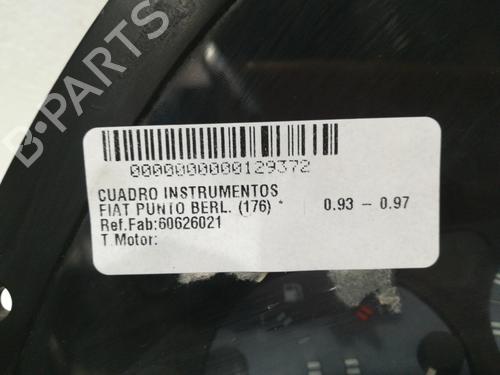 0000000000129372
CUADRO INSTRUMENTOS
FIAT PUNTO BERL. (176) * 0.93 – 0.97
Ref.Fab:60626021
T.Motor:
B-PARTS